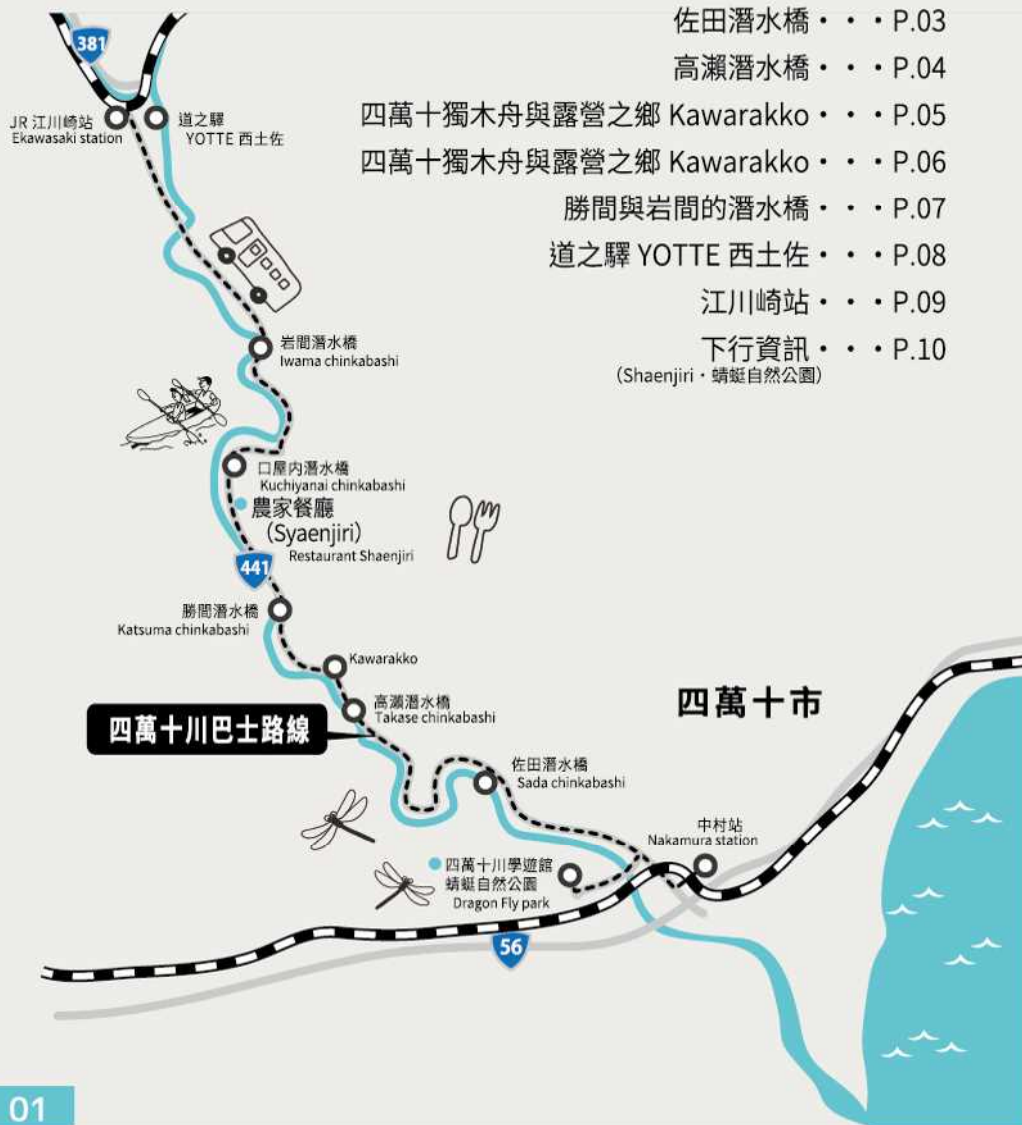 佐田潛水橋・・・P.03
高瀨潛水橋・・・P.04
四萬十獨木舟與露營之鄉 Kawarakko・・・P.05
四萬十獨木舟與露營之鄉 Kawarakko・・・P.06
勝間與岩間的潛水橋・・・P.07
道之驛 YOTTE 西土佐・・・P.08
江川崎站・・・P.09
下行資訊・・・P.10
(Shaenjiri・蜻蜓自然公園)
381
JR 江川崎站
Ekawasaki station
道之驛
YOTTE 西土佐
岩間潛水橋
Iwama chinkabashi
口屋内潛水橋
Kuchiyanai chinkabashi
農家餐廳
(Syaenjiri)
Restaurant Shaenjiri
441
勝間潛水橋
Katsuma chinkabashi
Kawarakko
高瀨潛水橋
Takase chinkabashi
四萬十川巴士路線
四萬十市
佐田潛水橋
Sada chinkabashi
中村站
Nakamura station
四萬十川學遊館
蜻蜓自然公園
Dragon Fly park
56
01